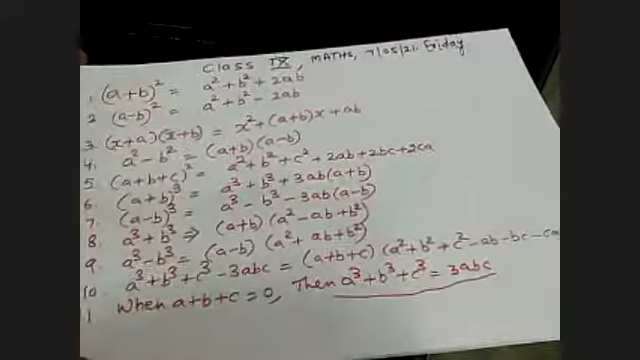 Class IX, MATHS, 7/05/21, Friday
1. (a+b)² = a²+b²+2ab
2 (a-b)² = a²+b²-2ab
3. (x+a)(x+b) = x²+(a+b)x+ab
4. a²-b² = (a+b)(a-b)
5. (a+b+c)² = a²+b²+c²+2ab+2bc+2ca
6. (a+b)³ = a³+b³+3ab(a+b)
7. (a-b)³ = a³-b³-3ab(a-b)
8. a³+b³ ⇒ (a+b)(a²-ab+b²)
9. a³-b³ = (a-b)(a²+ab+b²)
10. a³+b³+c³-3abc = (a+b+c)(a²+b²+c²-ab-bc-ca
1 When a+b+c=0, Then a³+b³+c³=3abc